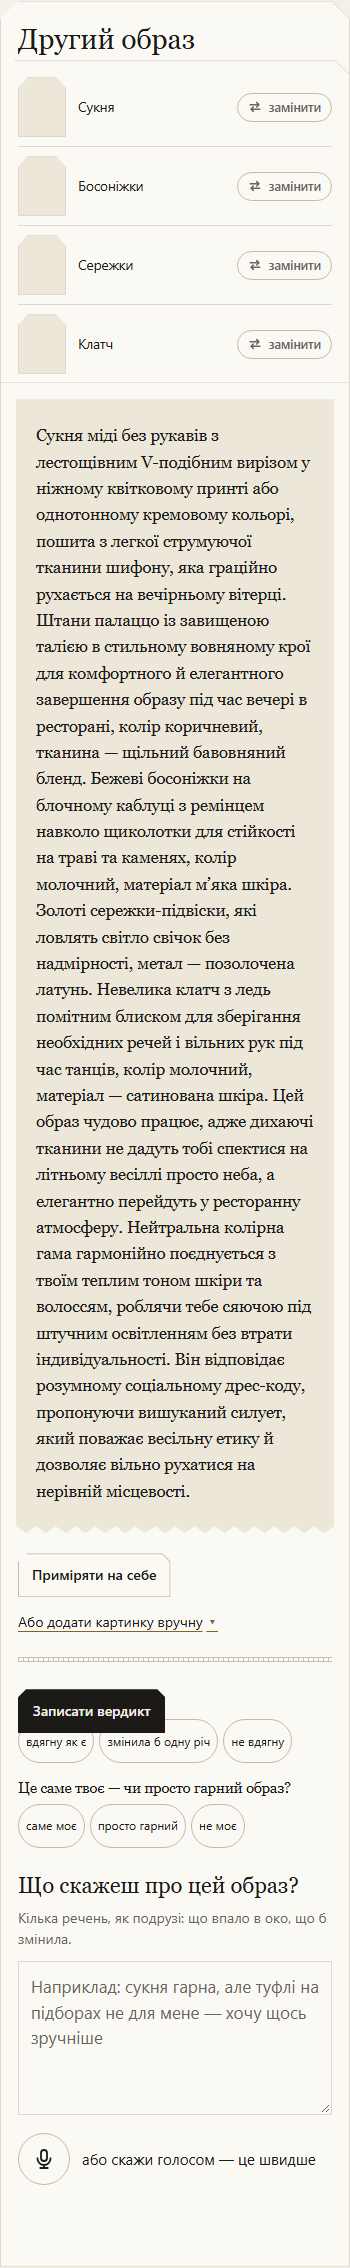 Другий образ
Сукня
замінити
Босоніжки
замінити
Сережки
замінити
Клатч
замінити
Сукня міді без рукавів з
лестощівним V-подібним вирізом у
ніжному квітковому принті або
однотонному кремовому кольорі,
пошита з легкої струмуючої
тканини шифону, яка граційно
рухається на вечірньому вітерці.
Штани палаццо із завищеною
талією в стильному вовняному крої
для комфортного й елегантного
завершення образу під час вечері в
ресторані, колір коричневий,
тканина — щільний бавовняний
бленд. Бежеві босоніжки на
блочному каблуці з ремінцем
навколо щиколотки для стійкості
на траві та каменях, колір
молочний, матеріал м’яка шкіра.
Золоті сережки-підвіски, які
ловлять світло свічок без
надмірності, метал — позолочена
латунь. Невелика клатч з ледь
помітним блиском для зберігання
необхідних речей і вільних рук під
час танців, колір молочний,
матеріал — сатинована шкіра. Цей
образ чудово працює, адже дихаючі
тканини не дадуть тобі спектися на
літньому весіллі просто неба, а
елегантно перейдуть у ресторанну
атмосферу. Нейтральна колірна
гама гармонійно поєднується з
твоїм теплим тоном шкіри та
волоссям, роблячи тебе сяючою під
штучним освітленням без втрати
індивідуальності. Він відповідає
розумному соціальному дрес-коду,
пропонуючи вишуканий силует,
який поважає весільну етику й
дозволяє вільно рухатися на
нерівній місцевості.
Приміряти на себе
Або додати картинку вручну
Записати вердикт
вдягну як є
змінила б одну річ
не вдягну
Це саме твоє — чи просто гарний образ?
саме моє
просто гарний
не моє
Що скажеш про цей образ?
Кілька речень, як подрузі: що впало в око, що б
змінила.
Наприклад: сукня гарна, але туфлі на
підборах не для мене — хочу щось
зручніше
або скажи голосом — це швидше